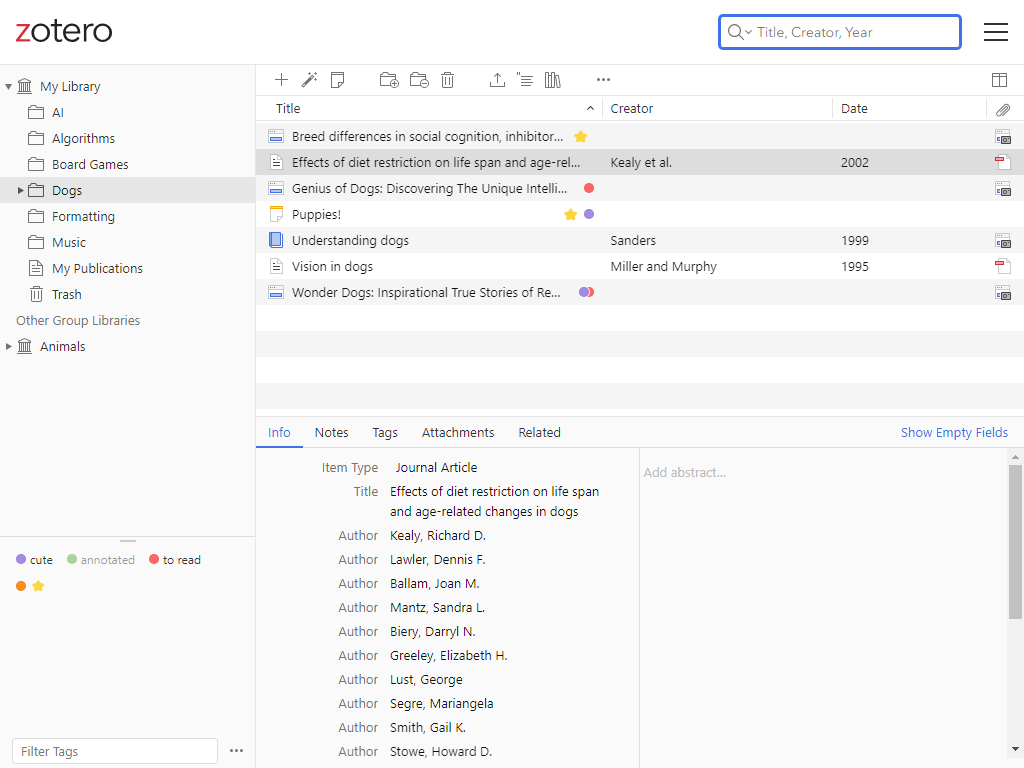 zotero
Title, Creator, Year
My Library
AI
Algorithms
Board Games
Dogs
Formatting
Music
My Publications
Trash
Other Group Libraries
Animals
cute annotated to read
Filter Tags
Title Creator Date
Breed differences in social cognition, inhibitor...
Effects of diet restriction on life span and age-rel... Kealy et al. 2002
Genius of Dogs: Discovering The Unique Intelli...
Puppies!
Understanding dogs Sanders 1999
Vision in dogs Miller and Murphy 1995
Wonder Dogs: Inspirational True Stories of Re...
Info Notes Tags Attachments Related Show Empty Fields
Item Type Journal Article
Title Effects of diet restriction on life span
and age-related changes in dogs
Author Kealy, Richard D.
Author Lawler, Dennis F.
Author Ballam, Joan M.
Author Mantz, Sandra L.
Author Biery, Darryl N.
Author Greeley, Elizabeth H.
Author Lust, George
Author Segre, Mariangela
Author Smith, Gail K.
Author Stowe, Howard D.
Add abstract...